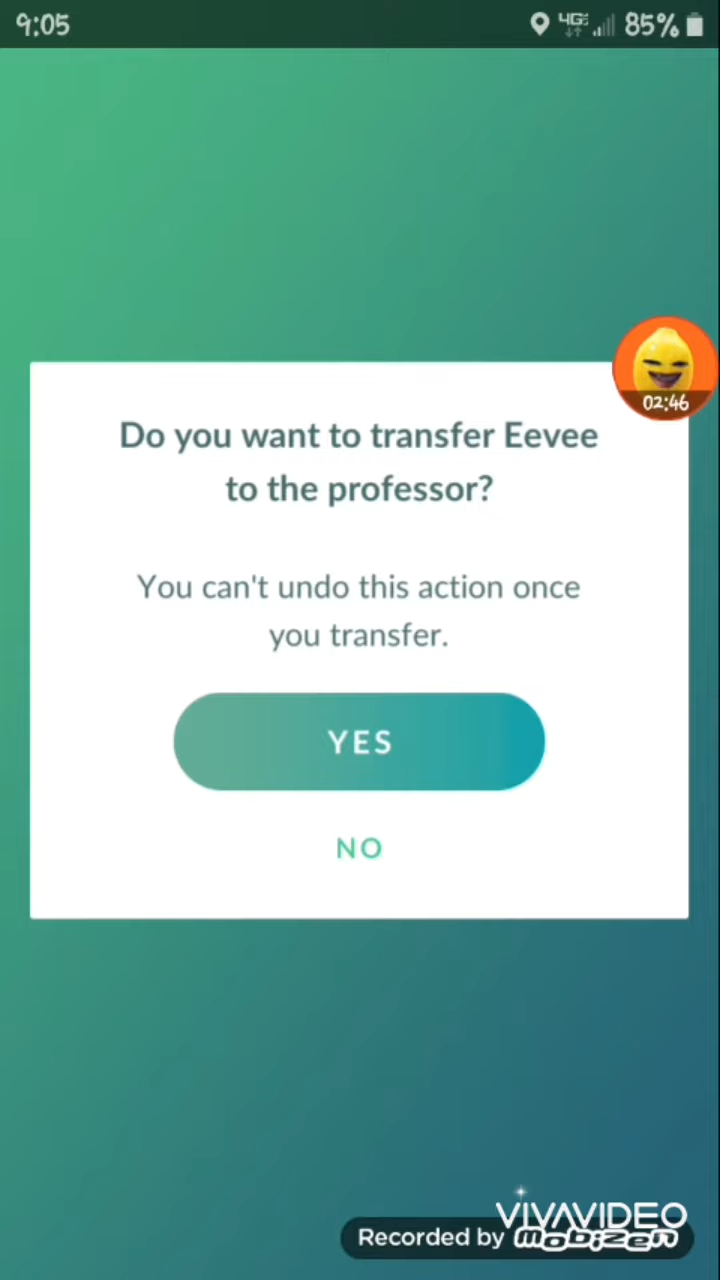 9:05
4G 85%
02:46
Do you want to transfer Eevee
to the professor?
You can't undo this action once
you transfer.
YES
NO
VIVAVIDEO
Recorded by mobizen